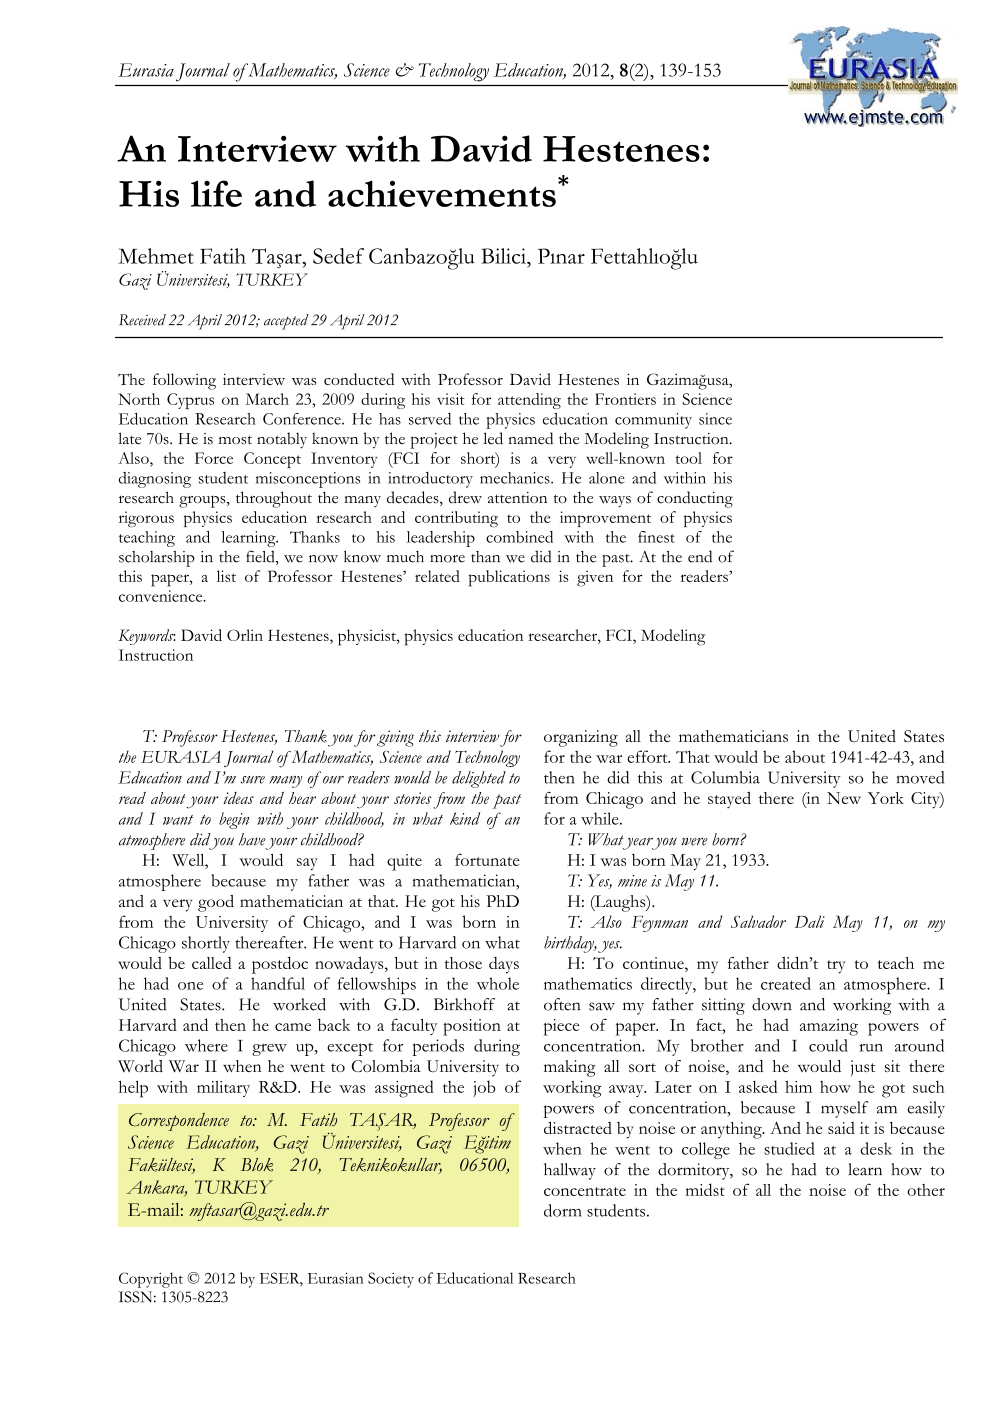 Eurasia Journal of Mathematics, Science & Technology Education, 2012, 8(2), 139-153
EURASIA
Journal of Mathematics, Science & Technology Education
www.ejmste.com
An Interview with David Hestenes:
His life and achievements*
Mehmet Fatih Taşar, Sedef Canbazoğlu Bilici, Pınar Fettahlıoğlu
Gazi Üniversitesi, TURKEY
Received 22 April 2012; accepted 29 April 2012
The following interview was conducted with Professor David Hestenes in Gazimağusa,
North Cyprus on March 23, 2009 during his visit for attending the Frontiers in Science
Education Research Conference. He has served the physics education community since
late 70s. He is most notably known by the project he led named the Modeling Instruction.
Also, the Force Concept Inventory (FCI for short) is a very well-known tool for
diagnosing student misconceptions in introductory mechanics. He alone and within his
research groups, throughout the many decades, drew attention to the ways of conducting
rigorous physics education research and contributing to the improvement of physics
teaching and learning. Thanks to his leadership combined with the finest of the
scholarship in the field, we now know much more than we did in the past. At the end of
this paper, a list of Professor Hestenes' related publications is given for the readers'
convenience.
Keywords: David Orlin Hestenes, physicist, physics education researcher, FCI, Modeling
Instruction
T: Professor Hestenes, Thank you for giving this interview for
the EURASIA Journal of Mathematics, Science and Technology
Education and I'm sure many of our readers would be delighted to
read about your ideas and hear about your stories from the past
and I want to begin with your childhood, in what kind of an
atmosphere did you have your childhood?
H: Well, I would say I had quite a fortunate
atmosphere because my father was a mathematician,
and a very good mathematician at that. He got his PhD
from the University of Chicago, and I was born in
Chicago shortly thereafter. He went to Harvard on what
would be called a postdoc nowadays, but in those days
he had one of a handful of fellowships in the whole
United States. He worked with G.D. Birkhoff at
Harvard and then he came back to a faculty position at
Chicago where I grew up, except for periods during
World War II when he went to Colombia University to
help with military R&D. He was assigned the job of
Correspondence to: M. Fatih TAŞAR, Professor of
Science Education, Gazi Üniversitesi, Gazi Eğitim
Fakültesi, K Blok 210, Teknikokullar, 06500,
Ankara, TURKEY
E-mail: mftasar@gazi.edu.tr
organizing all the mathematicians in the United States
for the war effort. That would be about 1941-42-43, and
then he did this at Columbia University so he moved
from Chicago and he stayed there (in New York City)
for a while.
T: What year you were born?
H: I was born May 21, 1933.
T: Yes, mine is May 11.
H: (Laughs).
T: Also Feynman and Salvador Dali May 11, on my
birthday, yes.
H: To continue, my father didn't try to teach me
mathematics directly, but he created an atmosphere. I
often saw my father sitting down and working with a
piece of paper. In fact, he had amazing powers of
concentration. My brother and I could run around
making all sort of noise, and he would just sit there
working away. Later on I asked him how he got such
powers of concentration, because I myself am easily
distracted by noise or anything. And he said it is because
when he went to college he studied at a desk in the
hallway of the dormitory, so he had to learn how to
concentrate in the midst of all the noise of the other
dorm students.
Copyright © 2012 by ESER, Eurasian Society of Educational Research
ISSN: 1305-8223